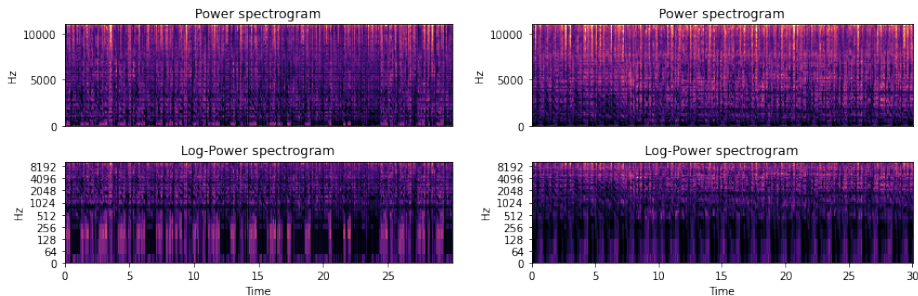 Power spectrogram
10000
5000
0
Hz
Log-Power spectrogram
8192
4096
2048
1024
512
256
128
64
0
Hz
0 5 10 15 20 25
Time
Power spectrogram
10000
5000
0
Hz
Log-Power spectrogram
8192
4096
2048
1024
512
256
128
64
0
Hz
0 5 10 15 20 25 30
Time